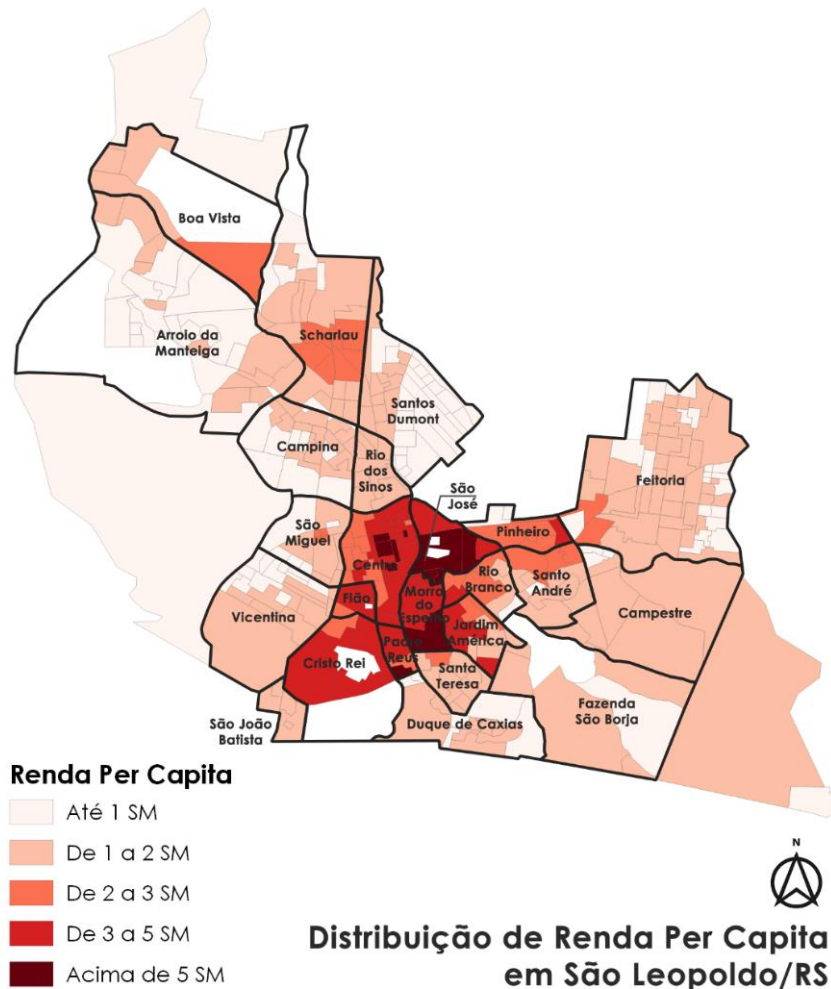 Boa Vista
Arroio da
Manteiga
Scharlau
Santos
Dumont
Campina
Rio
dos
Sinos
São
José
Feitoria
São
Miguel
Pinheiro
Centro
Rio
Branco
Santo
André
Fião
Morro
do
Espelho
Vicentina
Campestre
Jardim
América
Padre
Reus
Cristo Rei
Santa
Teresa
Fazenda
São Borja
São João
Batista
Duque de Caxias
Renda Per Capita
Até 1 SM
De 1 a 2 SM
De 2 a 3 SM
De 3 a 5 SM
Acima de 5 SM
N
Distribuição de Renda Per Capita
em São Leopoldo/RS